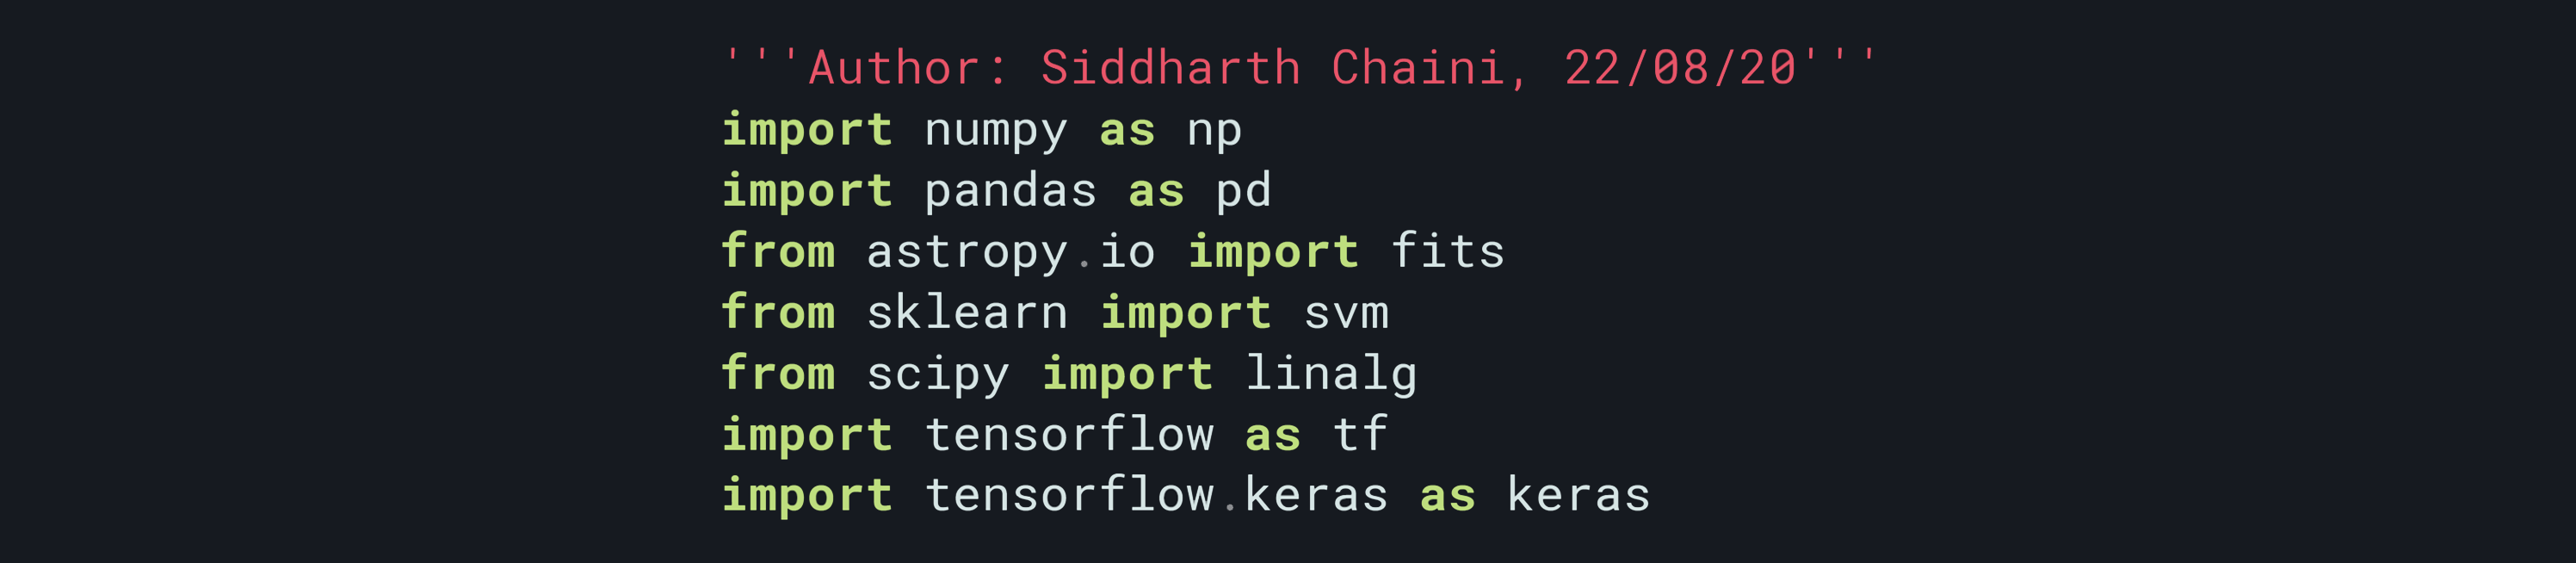 '''Author: Siddharth Chaini, 22/08/20'''
import numpy as np
import pandas as pd
from astropy.io import fits
from sklearn import svm
from scipy import linalg
import tensorflow as tf
import tensorflow.keras as keras